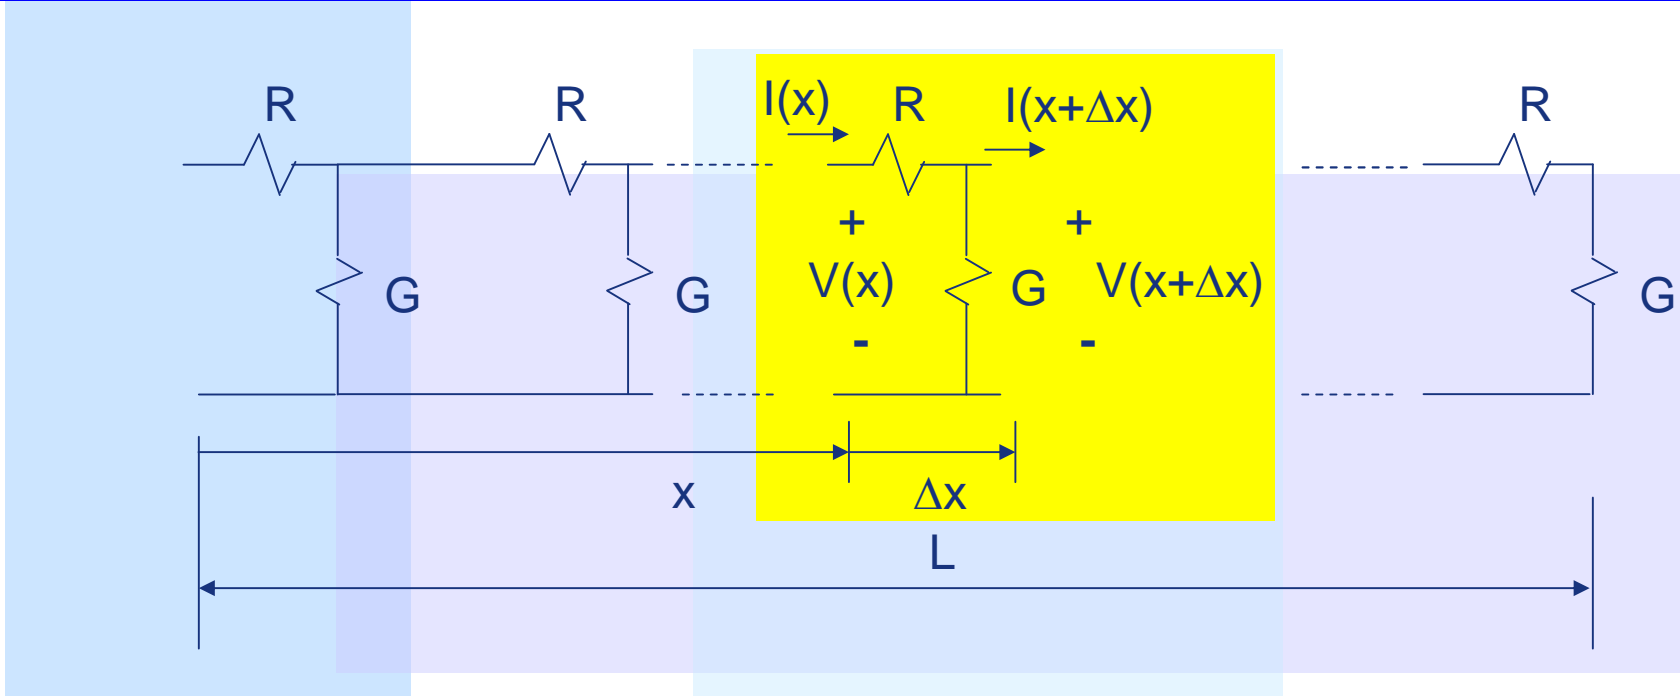 R R I(x) R I(x+Δx) R
+ +
G G V(x) G V(x+Δx) G
- -
x Δx
L